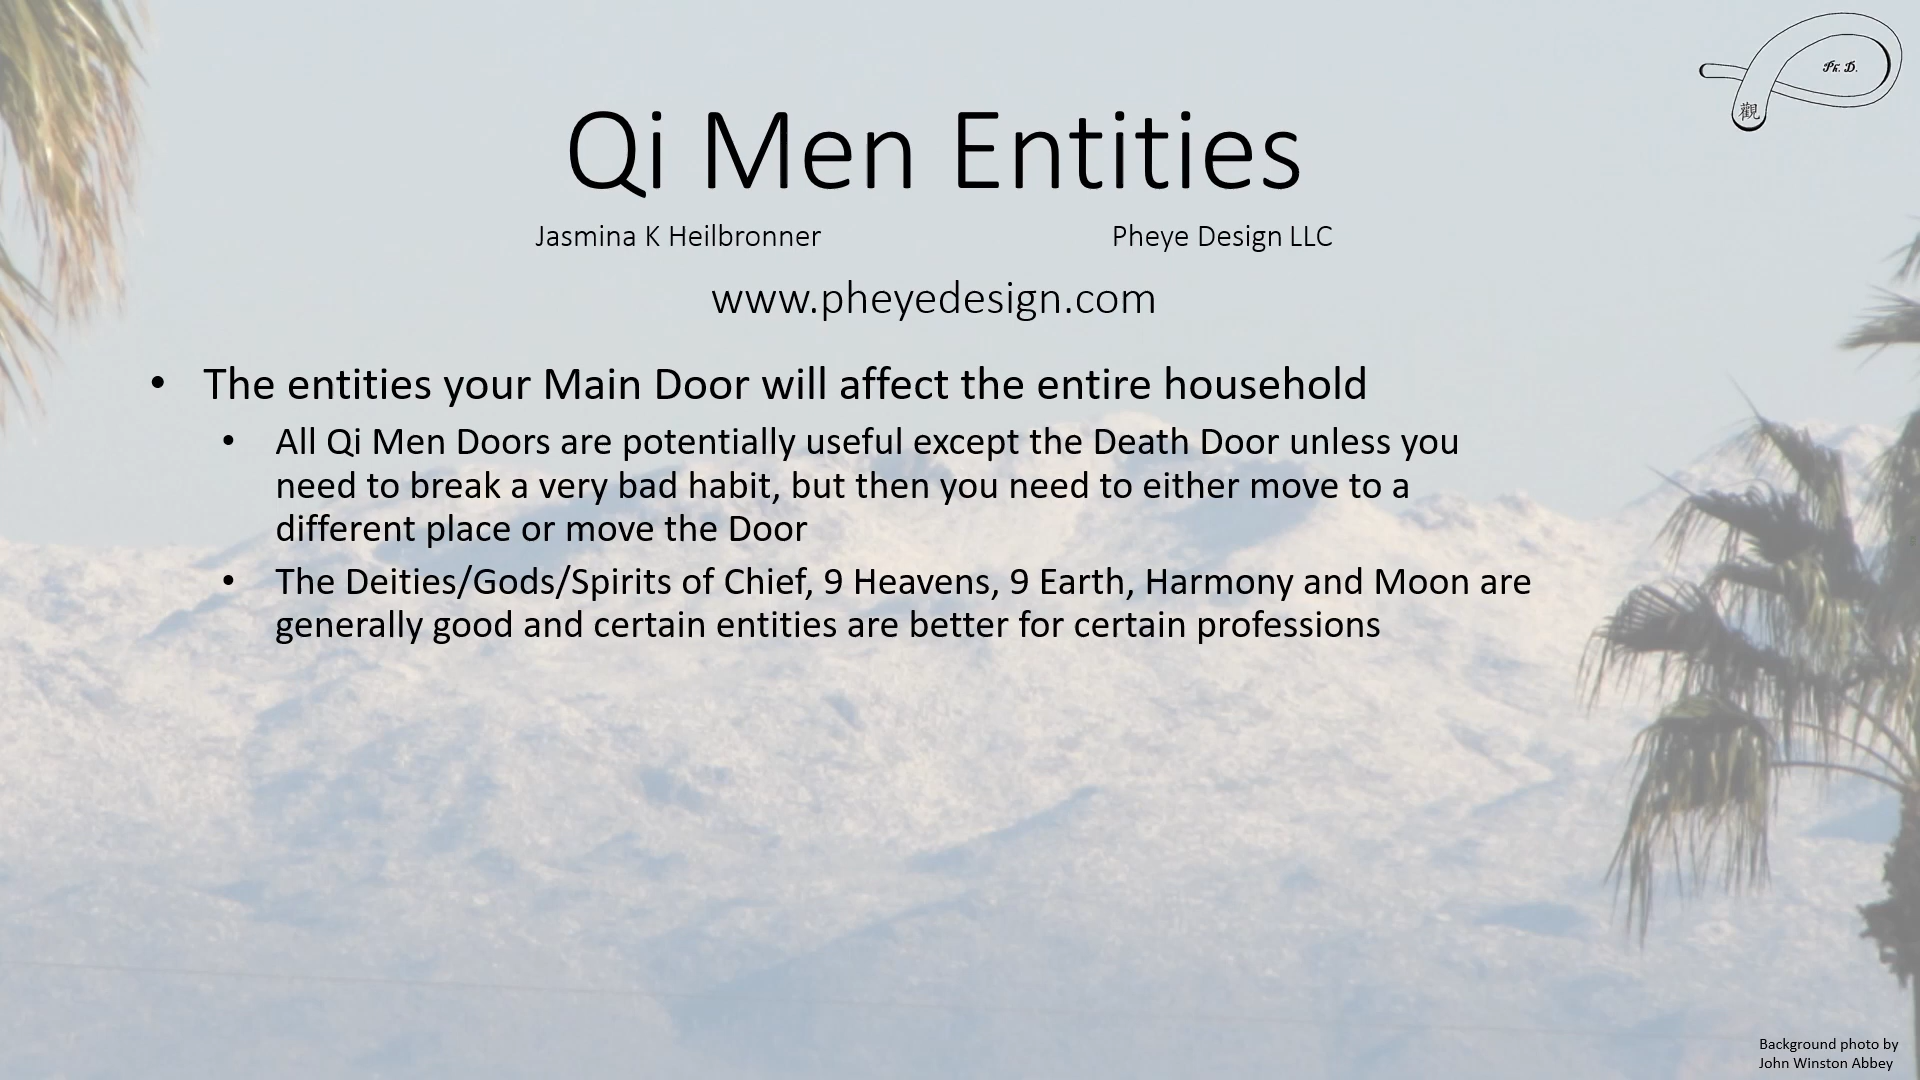 Ph. D.
觀
Qi Men Entities
Jasmina K Heilbronner Pheye Design LLC
www.pheyedesign.com
• The entities your Main Door will affect the entire household
• All Qi Men Doors are potentially useful except the Death Door unless you
need to break a very bad habit, but then you need to either move to a
different place or move the Door
• The Deities/Gods/Spirits of Chief, 9 Heavens, 9 Earth, Harmony and Moon are
generally good and certain entities are better for certain professions
Background photo by
John Winston Abbey